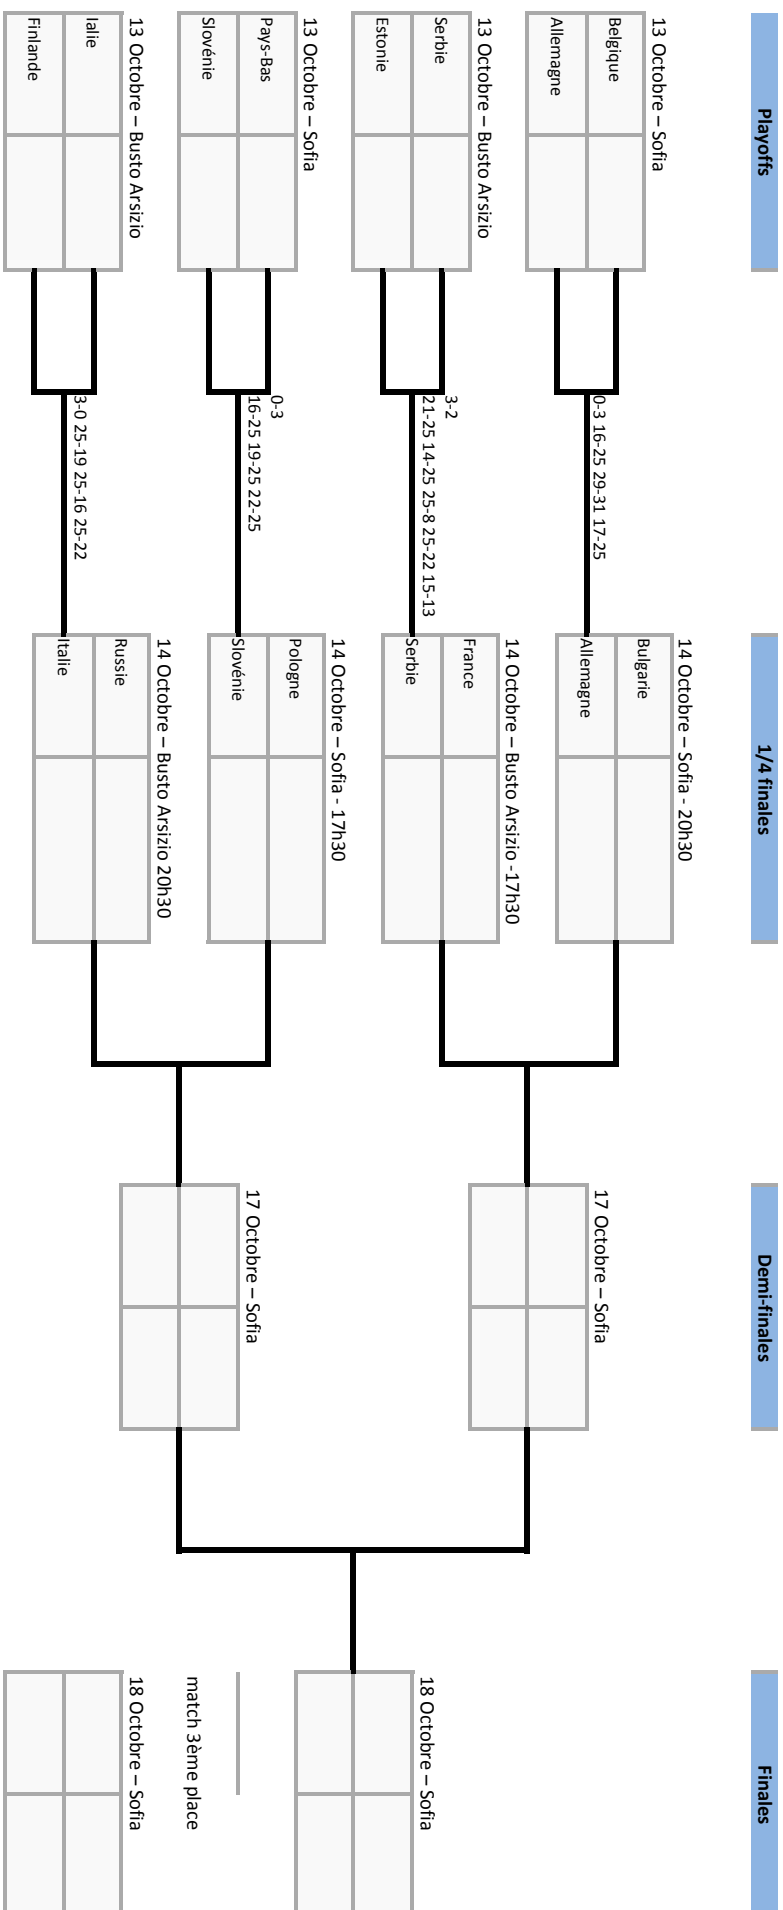 Playoffs
1/4 finales
Demi-finales
Finales
13 Octobre – Sofia
Belgique
Allemagne
0-3 16-25 29-31 17-25
14 Octobre – Sofia - 20h30
Bulgarie
Allemagne
17 Octobre – Sofia
13 Octobre – Busto Arsizio
Serbie
Estonie
3-2
21-25 14-25 25-8 25-22 15-13
14 Octobre – Busto Arsizio -17h30
France
Serbie
18 Octobre – Sofia
13 Octobre – Sofia
Pays-Bas
Slovénie
0-3
16-25 19-25 22-25
14 Octobre – Sofia - 17h30
Pologne
Slovénie
17 Octobre – Sofia
match 3ème place
13 Octobre – Busto Arsizio
Ialie
Finlande
3-0 25-19 25-16 25-22
14 Octobre – Busto Arsizio 20h30
Russie
Italie
18 Octobre – Sofia